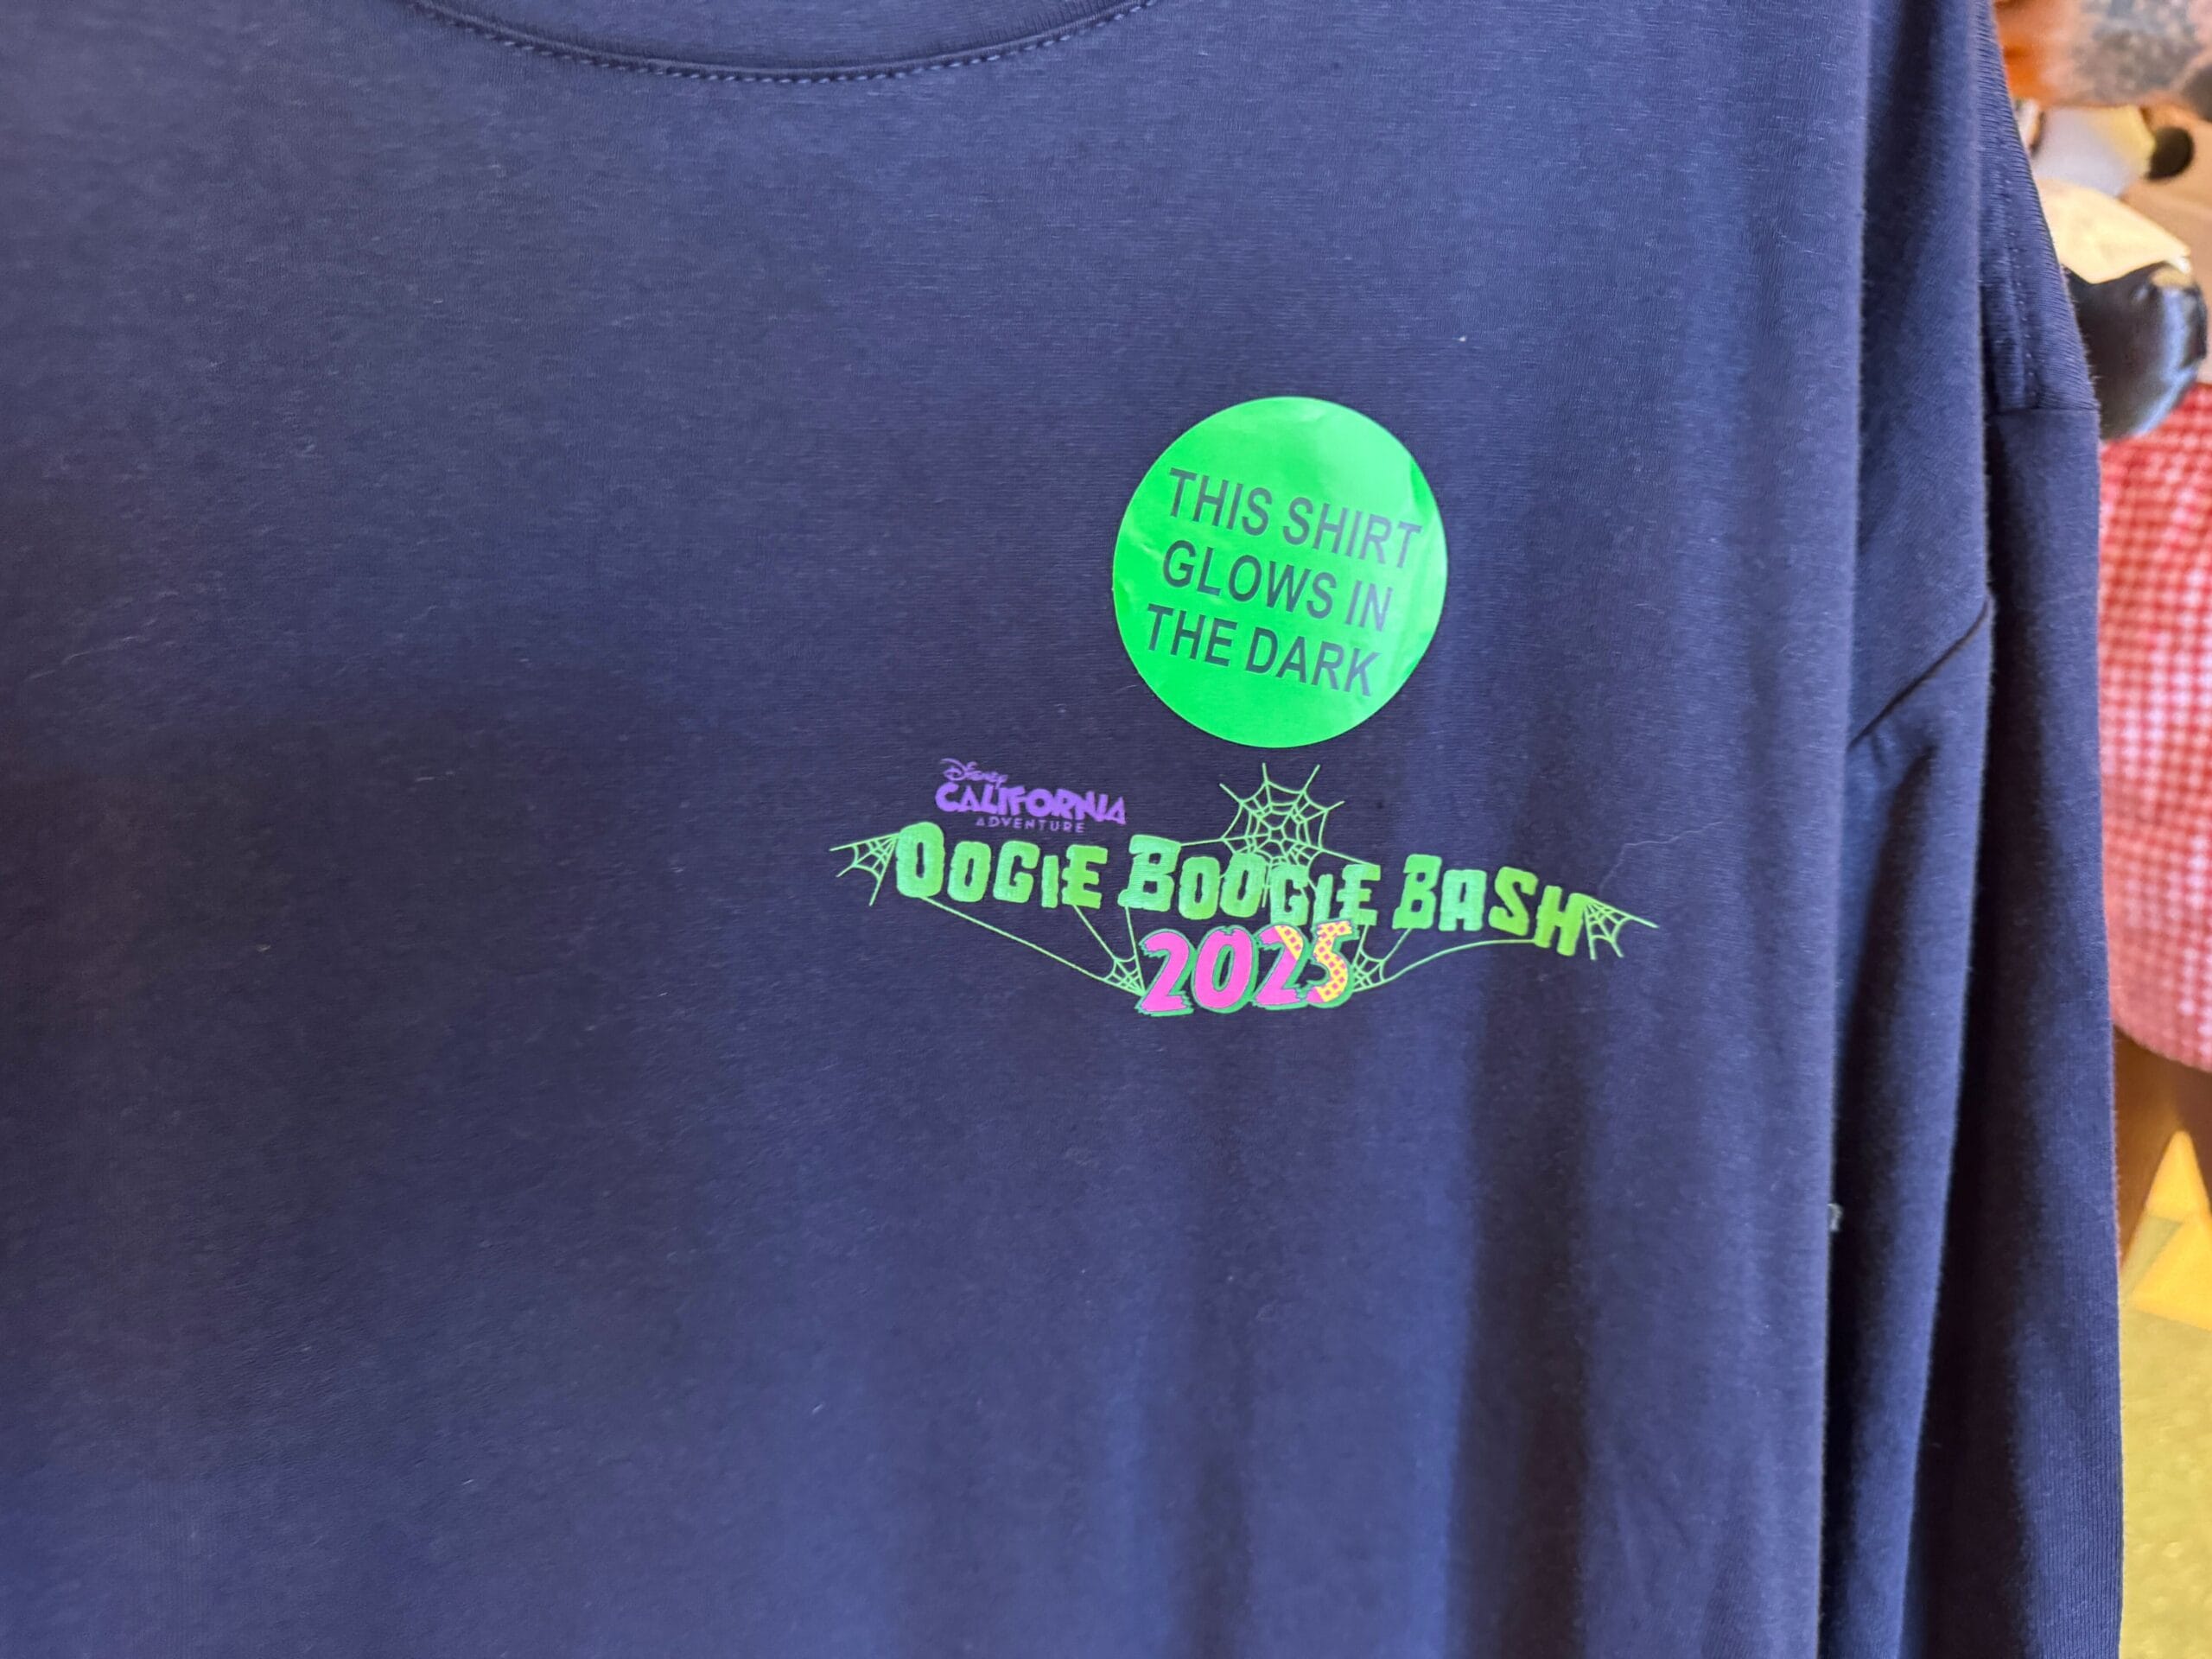 THIS SHIRT
GLOWS IN
THE DARK
Disney
CALIFORNIA
ADVENTURE
OOGIE BOOGIE BASH
2025